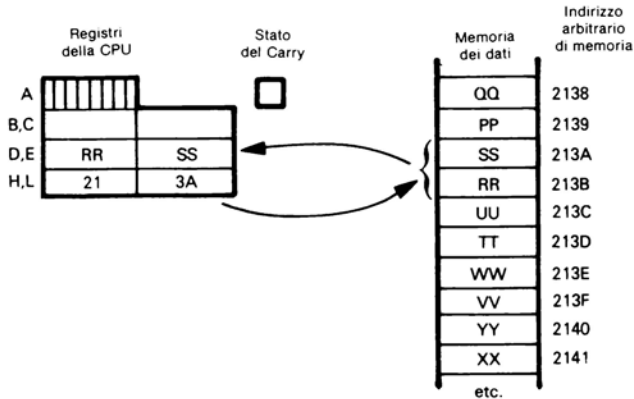 Registri
della CPU
Stato
del Carry
Memoria
dei dati
Indirizzo
arbitrario
di memoria
A
B,C
D,E RR SS
H,L 21 3A
QQ 2138
PP 2139
SS 213A
RR 213B
UU 213C
TT 213D
WW 213E
VV 213F
YY 2140
XX 2141
etc.